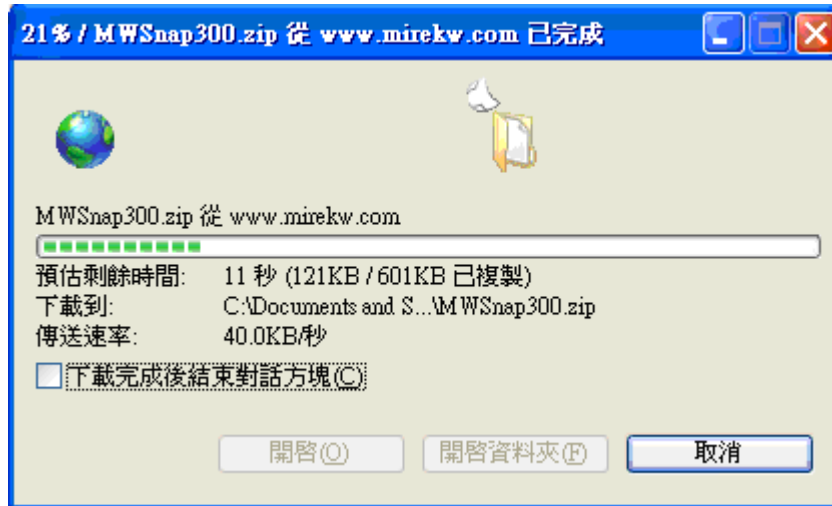 21% / MWSnap300.zip 從 www.mirekw.com 已完成
MWSnap300.zip 從 www.mirekw.com
預估剩餘時間: 11 秒 (121KB / 601KB 已複製)
下載到: C:\Documents and S...\MWSnap300.zip
傳送速率: 40.0KB/秒
下載完成後結束對話方塊(C)
開啓(O) 開啓資料夾(F) 取消